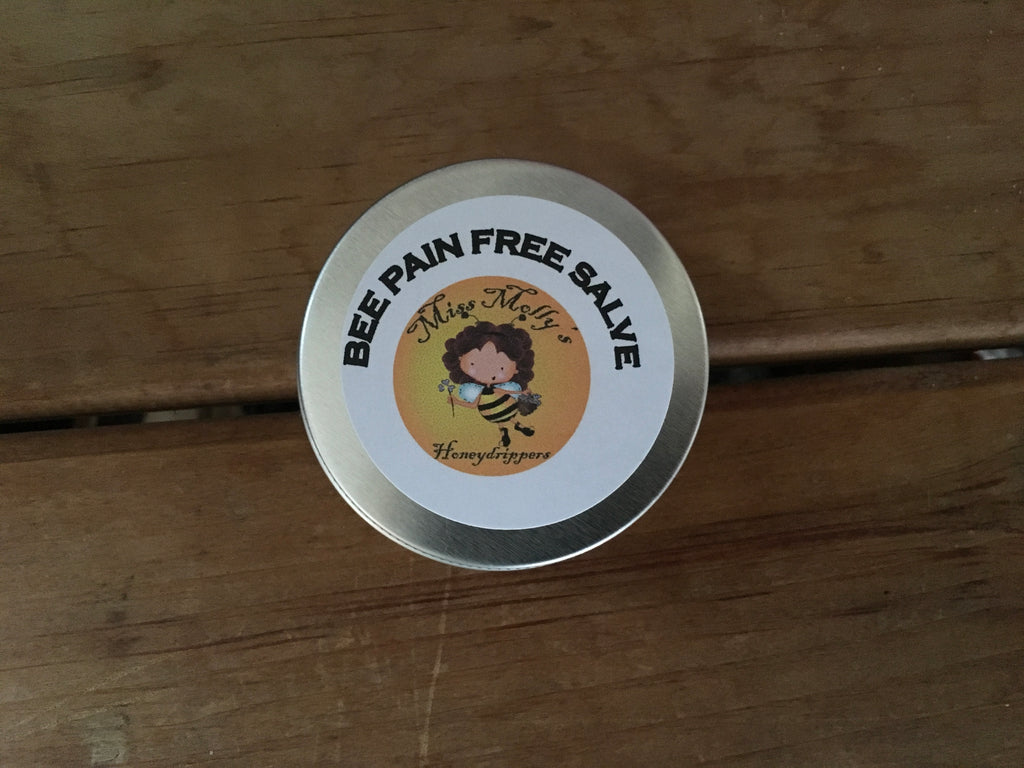 BEE PAIN FREE SALVE
Miss Molly's
Honeydrippers